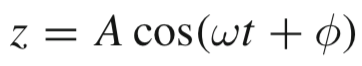 z = A cos(ωt + ϕ)